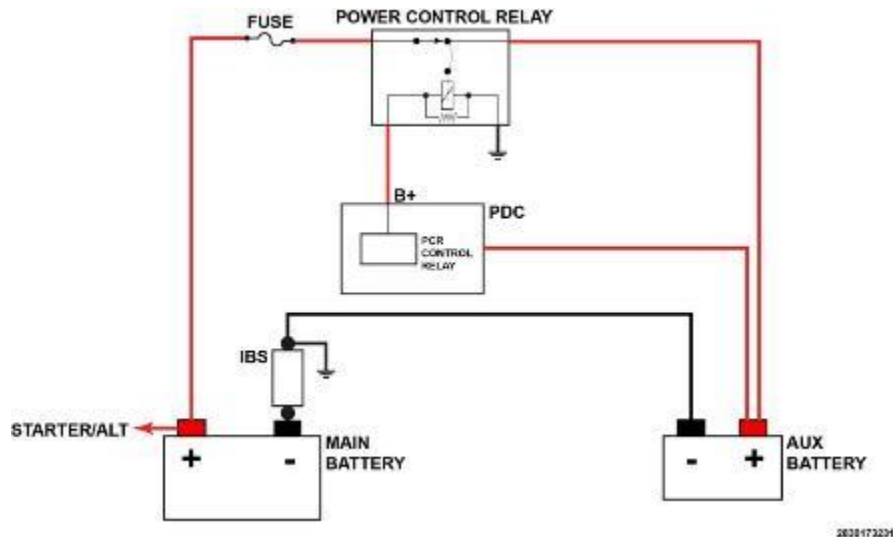 POWER CONTROL RELAY
FUSE
B+
PDC
PCR
CONTROL
RELAY
IBS
STARTER/ALT
+
-
MAIN
BATTERY
-
+
AUX
BATTERY